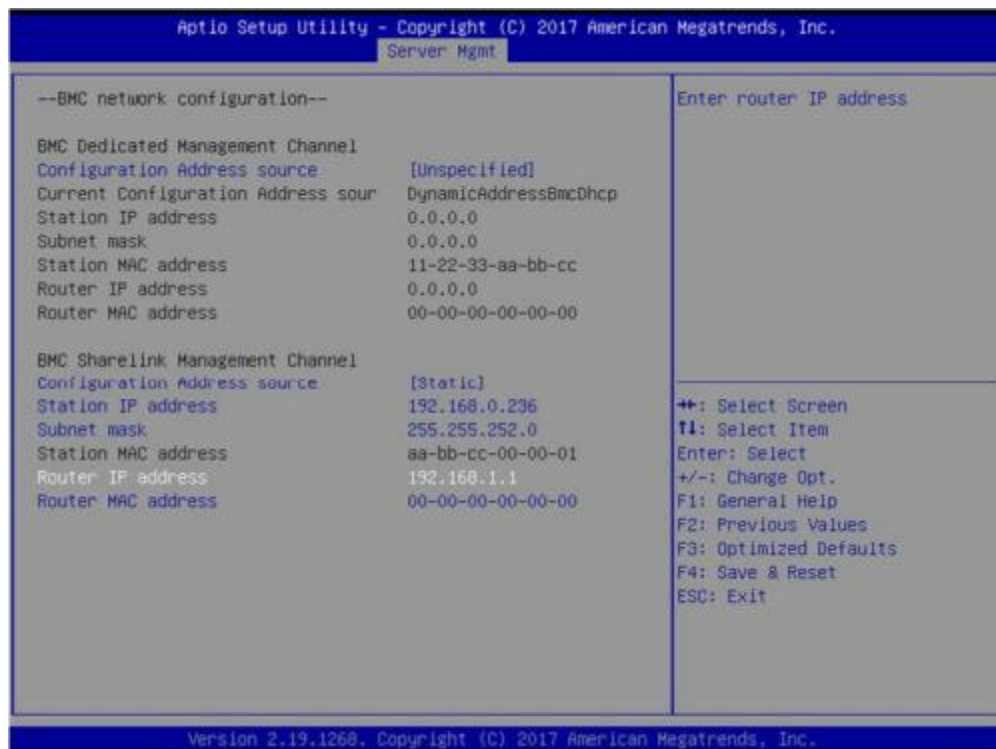 Aptio Setup Utility - Copyright (C) 2017 American Megatrends, Inc.
Server Mgmt
--BMC network configuration--
BMC Dedicated Management Channel
Configuration Address source [Unspecified]
Current Configuration Address sour DynamicAddressBmcDhcp
Station IP address 0.0.0.0
Subnet mask 0.0.0.0
Station MAC address 11-22-33-aa-bb-cc
Router IP address 0.0.0.0
Router MAC address 00-00-00-00-00-00
BMC Sharelink Management Channel
Configuration Address source [Static]
Station IP address 192.168.0.236
Subnet mask 255.255.252.0
Station MAC address aa-bb-cc-00-00-01
Router IP address 192.168.1.1
Router MAC address 00-00-00-00-00-00
Enter router IP address
→←: Select Screen
↑↓: Select Item
Enter: Select
+/-: Change Opt.
F1: General Help
F2: Previous Values
F3: Optimized Defaults
F4: Save & Reset
ESC: Exit
Version 2.19.1268. Copyright (C) 2017 American Megatrends, Inc.